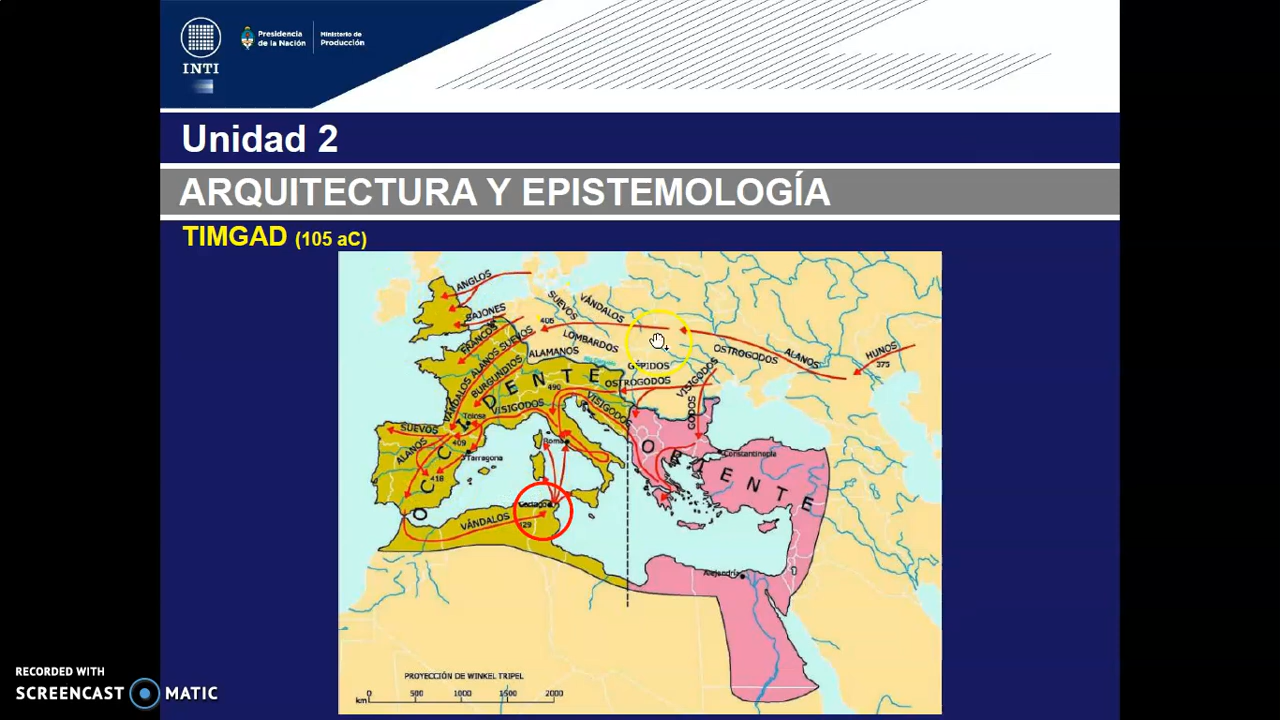 INTI
Presidencia
de la Nación
Ministerio de
Producción
Unidad 2
ARQUITECTURA Y EPISTEMOLOGÍA
TIMGAD (105 aC)
ANGLOS
SAJONES
FRANCOS
SUEVOS
VÁNDALOS
406
LOMBARDOS
ALAMANOS
VÁNDALOS ALANOS SUEVOS
BURGUNDIOS
GÉPIDOS
OSTROGODOS
OSTROGODOS
ALANOS
HUNOS
375
VISIGODOS
GODOS
490
VISIGODOS
VISIGODOS
OCCIDENTE
ORIENTE
Tolosa
SUEVOS
ALANOS
409
Tarragona
418
Roma
Constantinopla
Cartago
VÁNDALOS
429
Alejandría
PROYECCIÓN DE WINKEL TRIPEL
km 0 500 1000 1500 2000
RECORDED WITH
SCREENCAST MATIC